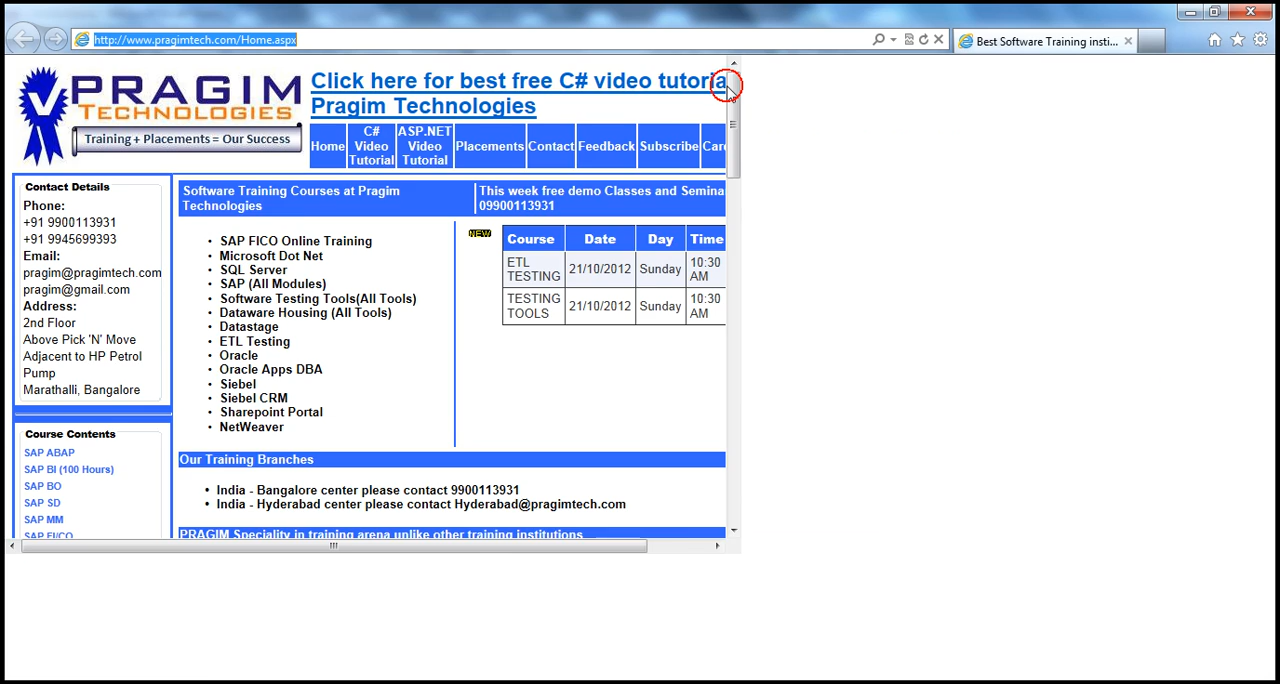 http://www.pragimtech.com/Home.aspx
Best Software Training insti...
PRAGIM
TECHNOLOGIES
Training + Placements = Our Success
Click here for best free C# video tutoria
Pragim Technologies
Home
C# Video Tutorial
ASP.NET Video Tutorial
Placements
Contact
Feedback
Subscribe
Care
Contact Details
Phone:
+91 9900113931
+91 9945699393
Email:
pragim@pragimtech.com
pragim@gmail.com
Address:
2nd Floor
Above Pick 'N' Move
Adjacent to HP Petrol
Pump
Marathalli, Bangalore
Course Contents
SAP ABAP
SAP BI (100 Hours)
SAP BO
SAP SD
SAP MM
SAP FI/CO
Software Training Courses at Pragim
Technologies
This week free demo Classes and Semina
09900113931
• SAP FICO Online Training
• Microsoft Dot Net
• SQL Server
• SAP (All Modules)
• Software Testing Tools(All Tools)
• Dataware Housing (All Tools)
• Datastage
• ETL Testing
• Oracle
• Oracle Apps DBA
• Siebel
• Siebel CRM
• Sharepoint Portal
• NetWeaver
NEW
Course Date Day Time
ETL TESTING 21/10/2012 Sunday 10:30 AM
TESTING TOOLS 21/10/2012 Sunday 10:30 AM
Our Training Branches
• India - Bangalore center please contact 9900113931
• India - Hyderabad center please contact Hyderabad@pragimtech.com
PRAGIM Speciality in training arena unlike other training institutions